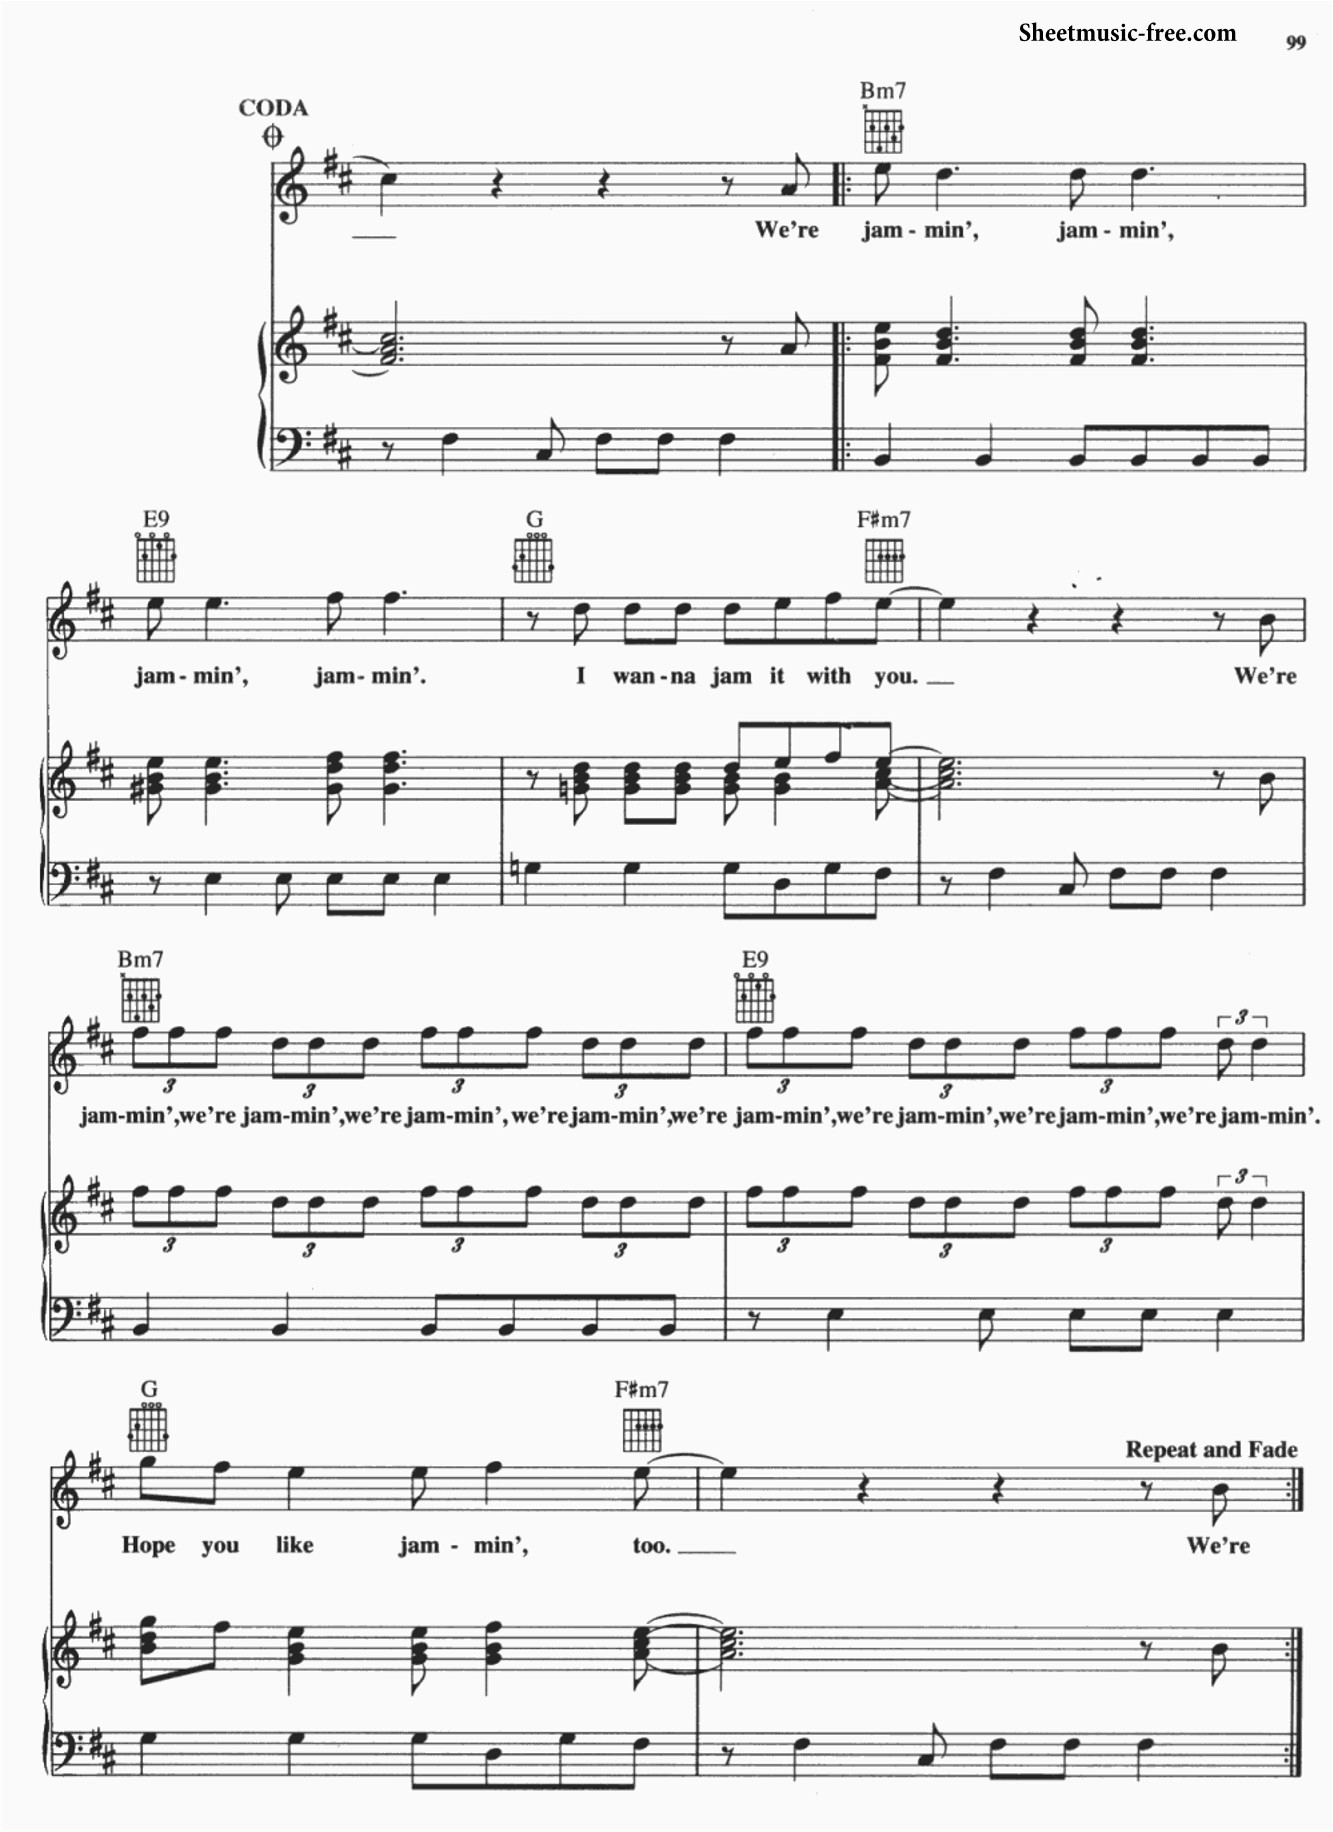 Sheetmusic-free.com
99
CODA
Bm7
We're jam - min', jam - min',
E9 G F#m7
jam - min', jam - min'. I wan - na jam it with you. We're
Bm7 E9
3 3 3 3 3 3 3 3
jam-min', we're jam-min', we're jam-min', we're jam-min', we're jam-min', we're jam-min', we're jam-min', we're jam-min'.
3 3 3 3 3 3 3 3
G F#m7
Repeat and Fade
Hope you like jam - min', too. We're